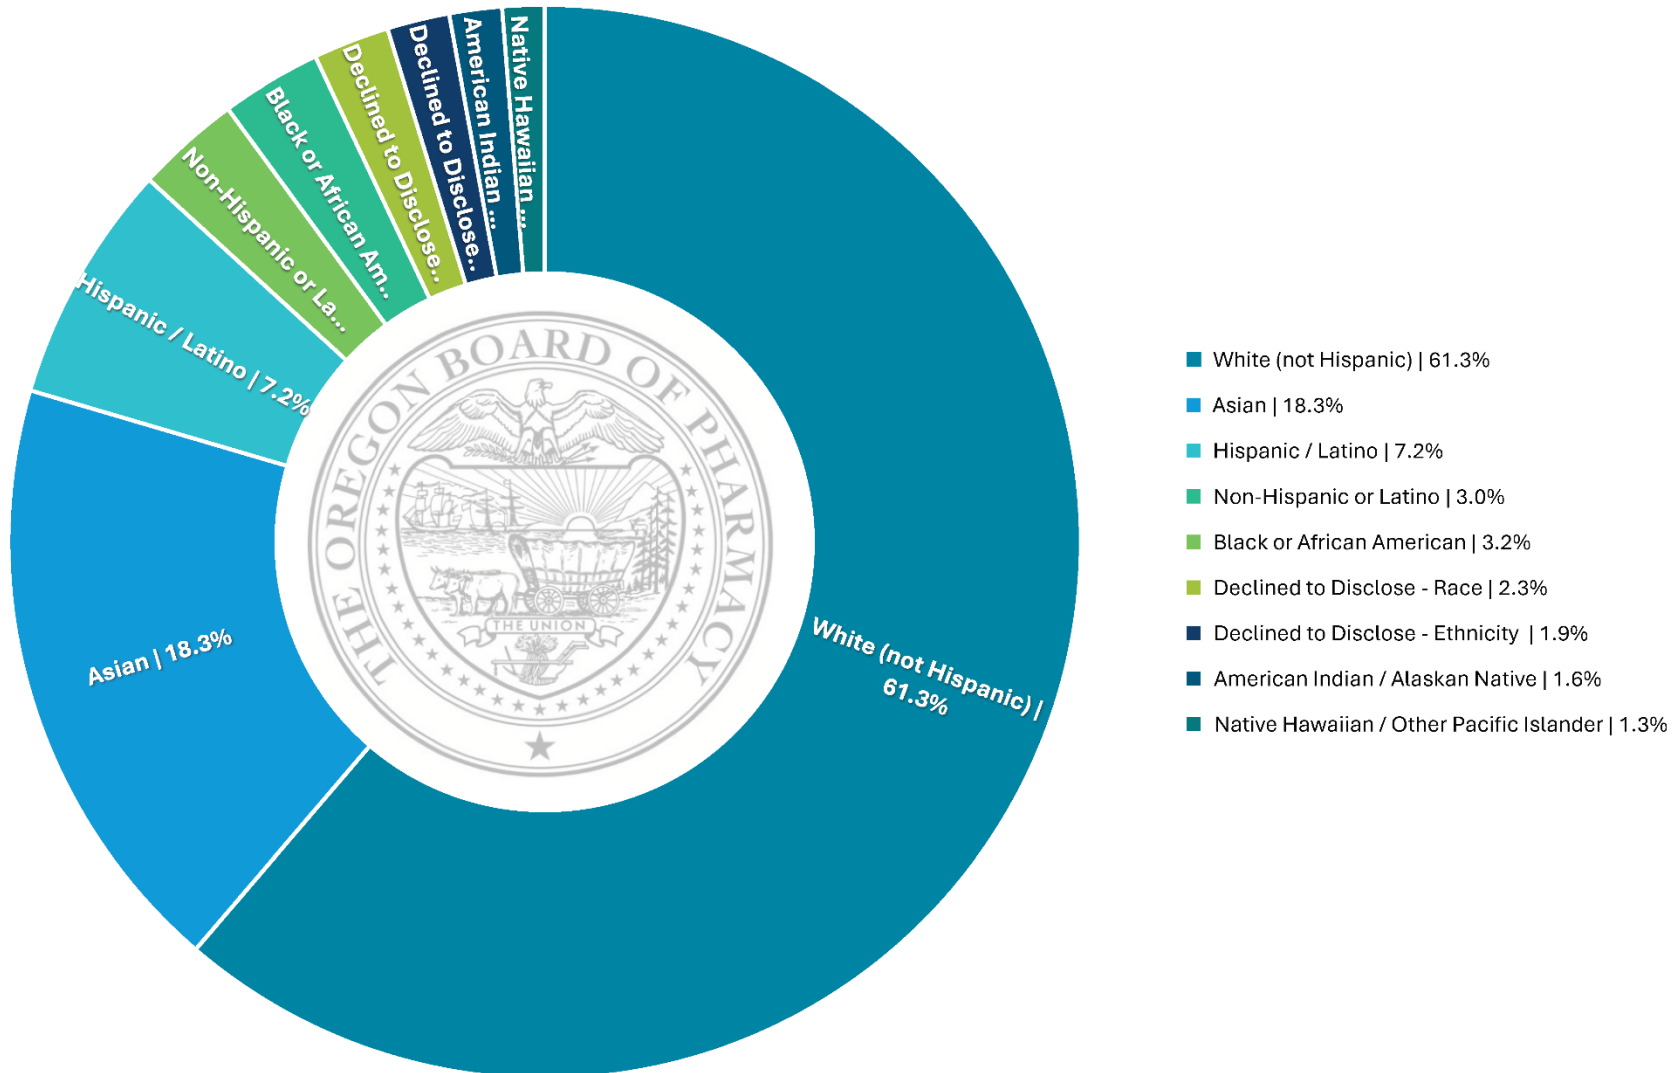 Native Hawaiian ...
American Indian ...
Declined to Disclose..
Declined to Disclose..
Black or African Am..
Non-Hispanic or La...
Hispanic / Latino | 7.2%
Asian | 18.3%
White (not Hispanic) |
61.3%
THE OREGON BOARD OF PHARMACY
THE UNION
White (not Hispanic) | 61.3%
Asian | 18.3%
Hispanic / Latino | 7.2%
Non-Hispanic or Latino | 3.0%
Black or African American | 3.2%
Declined to Disclose - Race | 2.3%
Declined to Disclose - Ethnicity | 1.9%
American Indian / Alaskan Native | 1.6%
Native Hawaiian / Other Pacific Islander | 1.3%